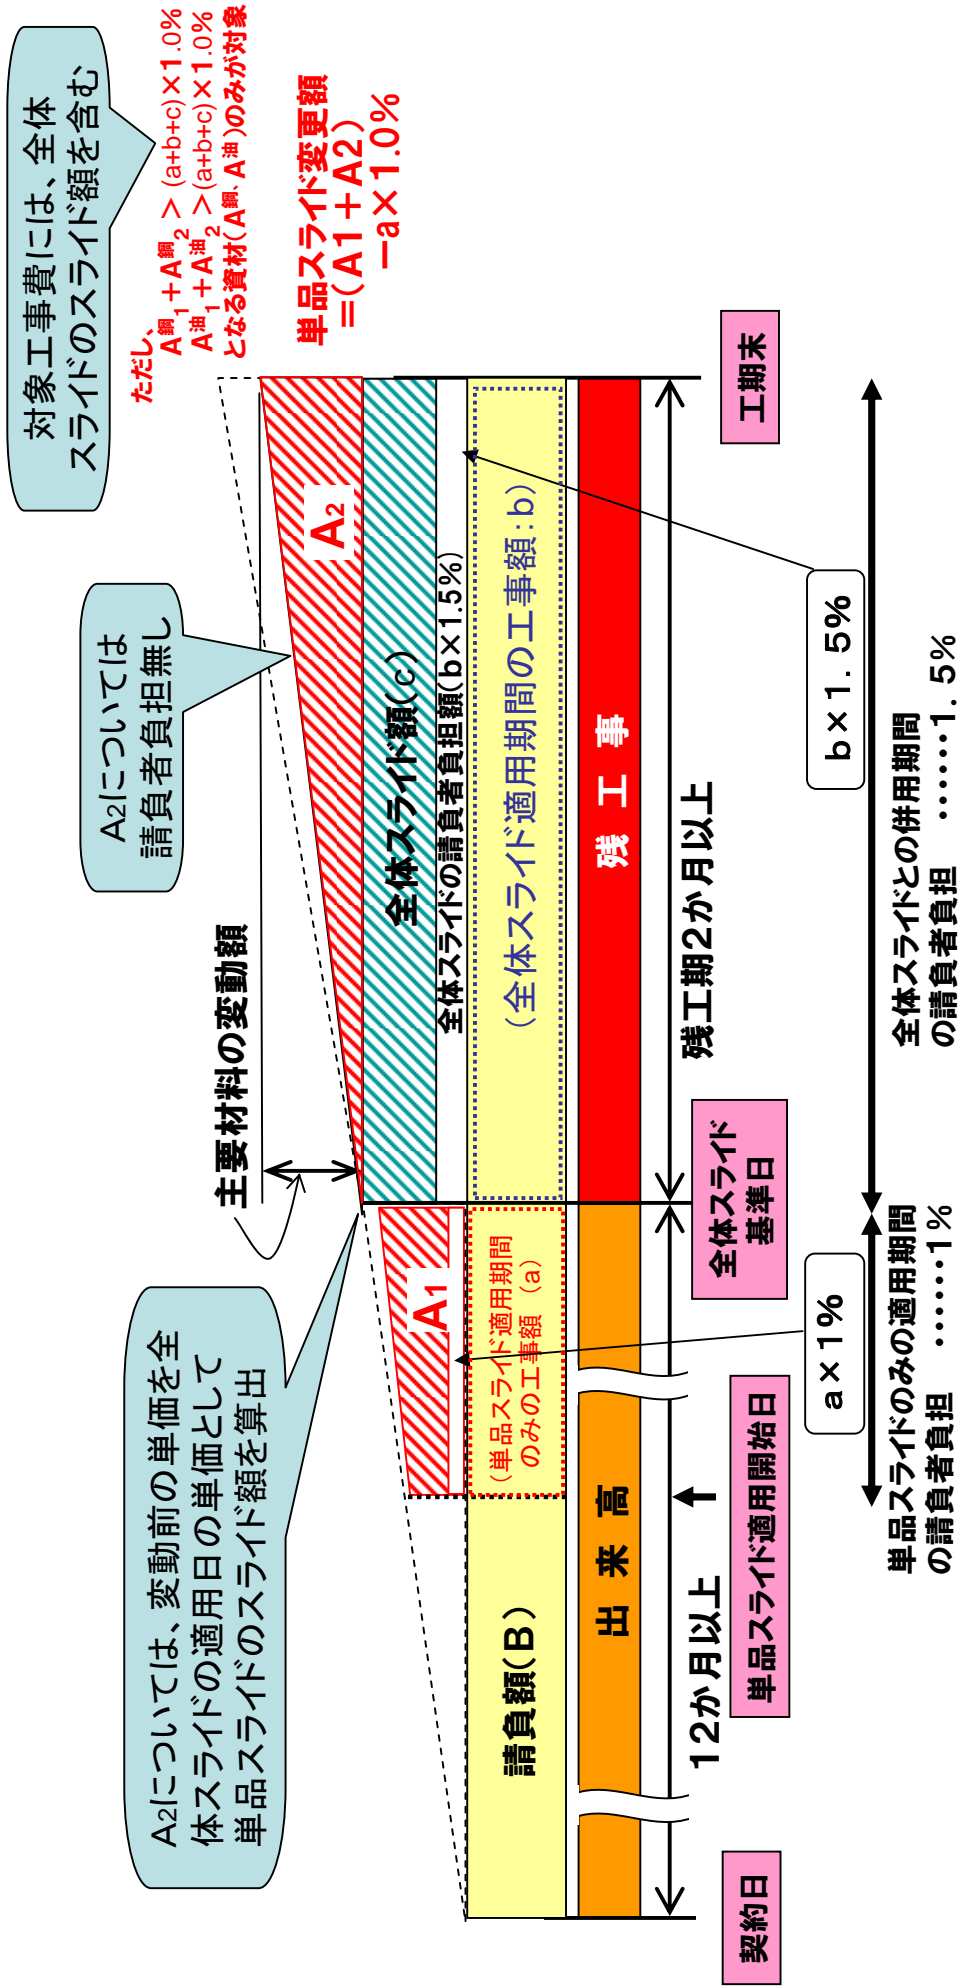 対象工事費には、全体
スライドのスライド額を含む
ただし、
A鋼1+A鋼2 >(a+b+c)×1.0%
A油1+A油2 >(a+b+c)×1.0%
となる資材(A鋼、A油)のみが対象
単品スライド変更額
=(A1+A2)
-a×1.0%
A2については
請負者負担無し
主要材料の変動額
A2については、変動前の単価を全
体スライドの適用日の単価として
単品スライドのスライド額を算出
A1
A2
全体スライド額(c)
全体スライドの請負者負担額(b×1.5%)
請負額(B)
(単品スライド適用期間
のみの工事額 (a)
(全体スライド適用期間の工事額:b)
出 来 高
残 工 事
12か月以上
残工期2か月以上
契約日
単品スライド適用開始日
全体スライド
基準日
工期末
a×1%
b×1. 5%
単品スライドのみの適用期間
の請負者負担 ……1%
全体スライドとの併用期間
の請負者負担 ……1. 5%